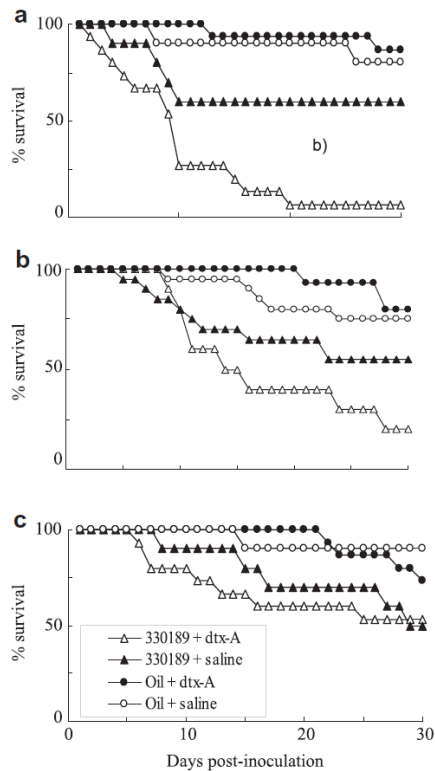 a
100
50
0
% survival
b)
b
100
50
0
% survival
c
100
50
0
% survival
330189 + dtx-A
330189 + saline
Oil + dtx-A
Oil + saline
0
10
20
30
Days post-inoculation